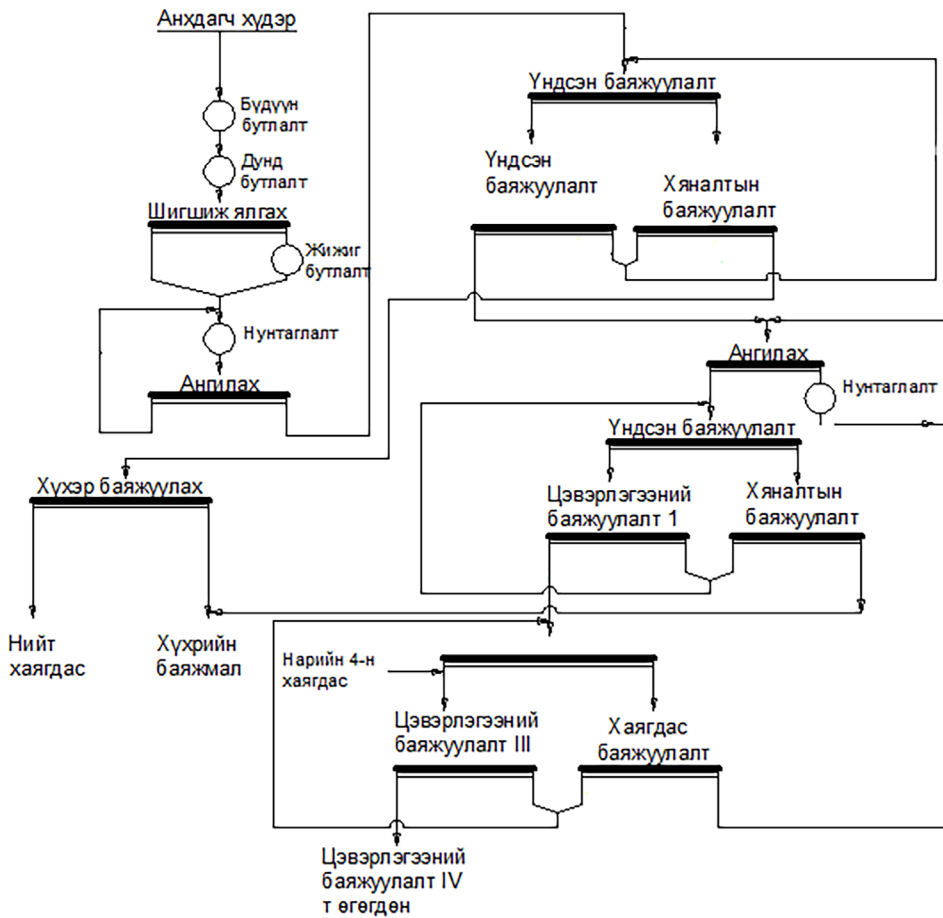 Анхдагч хүдэр
Бүдүүн
бутлалт
Дунд
бутлалт
Шигшиж ялгах
Жижиг
бутлалт
Нунтаглалт
Ангилах
Үндсэн баяжуулалт
Үндсэн
баяжуулалт
Хяналтын
баяжуулалт
Ангилах
Нунтаглалт
Үндсэн баяжуулалт
Цэвэрлэгээний
баяжуулалт 1
Хяналтын
баяжуулалт
Хүхэр баяжуулах
Нийт
хаягдас
Хүхрийн
баяжмал
Нарийн 4-н
хаягдас
Цэвэрлэгээний
баяжуулалт III
Хаягдас
баяжуулалт
Цэвэрлэгээний
баяжуулалт IV
т өгөгдөн